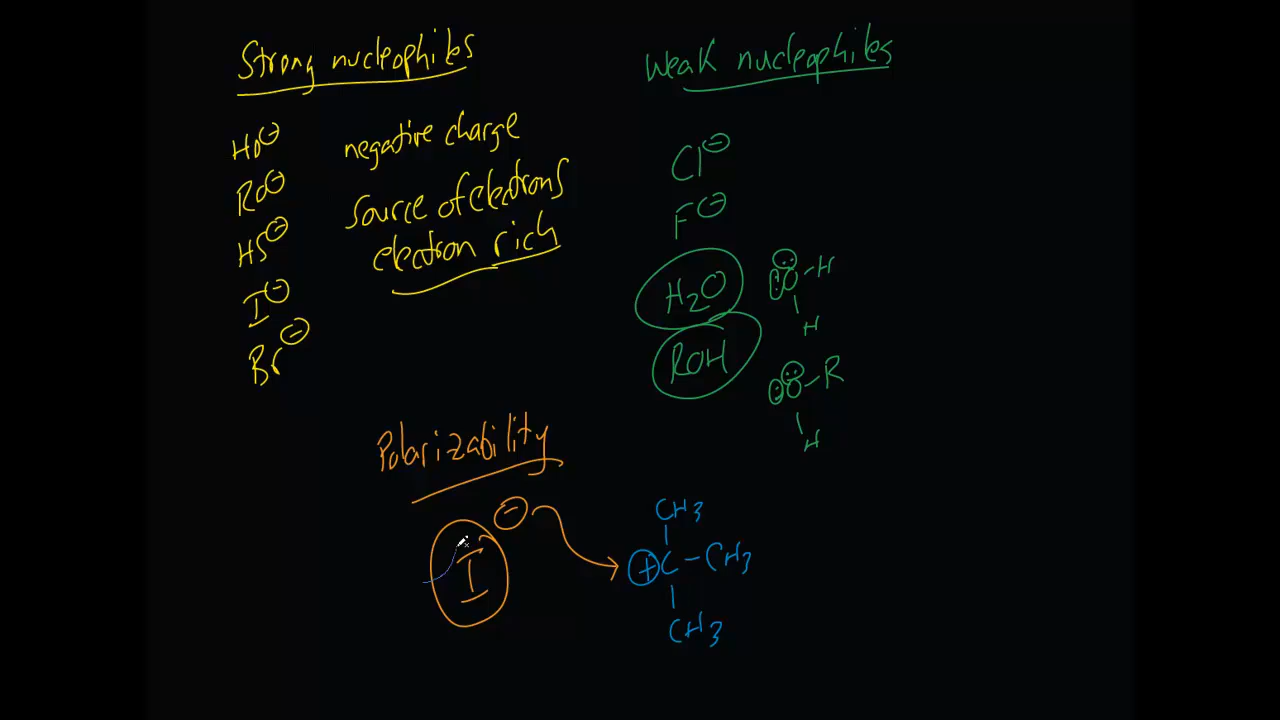 Strong nucleophiles
HO⊖
RO⊖
HS⊖
I⊖
Br⊖
negative charge
source of electrons
electron rich
Weak nucleophiles
Cl⊖
F⊖
H2O
O-H
H
ROH
O-R
H
Polarizability
I⊖
CH3
⊕C-CH3
CH3